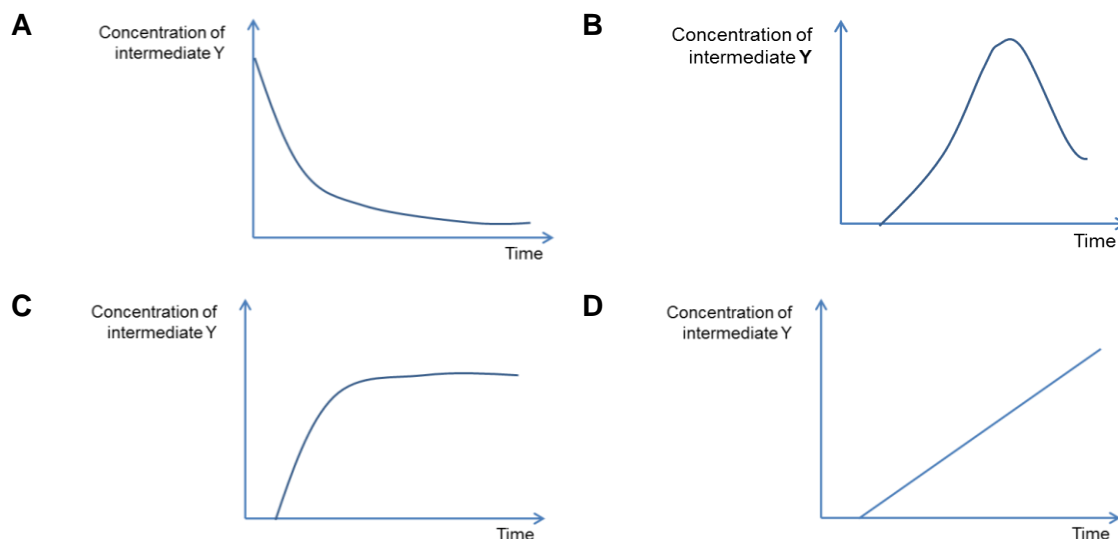 A
Concentration of
intermediate Y
Time
B
Concentration of
intermediate Y
Time
C
Concentration of
intermediate Y
Time
D
Concentration of
intermediate Y
Time